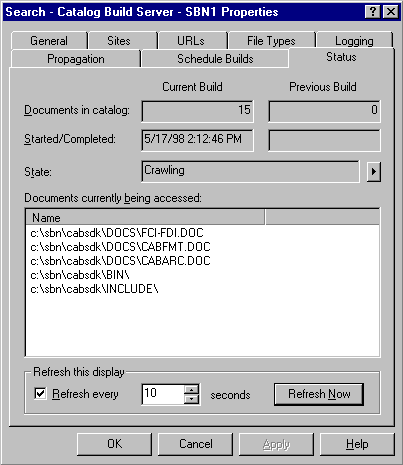 Search - Catalog Build Server - SBN1 Properties
General Sites URLs File Types Logging
Propagation Schedule Builds Status
Current Build Previous Build
Documents in catalog: 15 0
Started/Completed: 5/17/98 2:12:46 PM
State: Crawling
Documents currently being accessed:
Name
c:\sbn\cabsdk\DOCS\FCI-FDI.DOC
c:\sbn\cabsdk\DOCS\CABFMT.DOC
c:\sbn\cabsdk\DOCS\CABARC.DOC
c:\sbn\cabsdk\BIN\
c:\sbn\cabsdk\INCLUDE\
Refresh this display
Refresh every 10 seconds Refresh Now
OK Cancel Apply Help